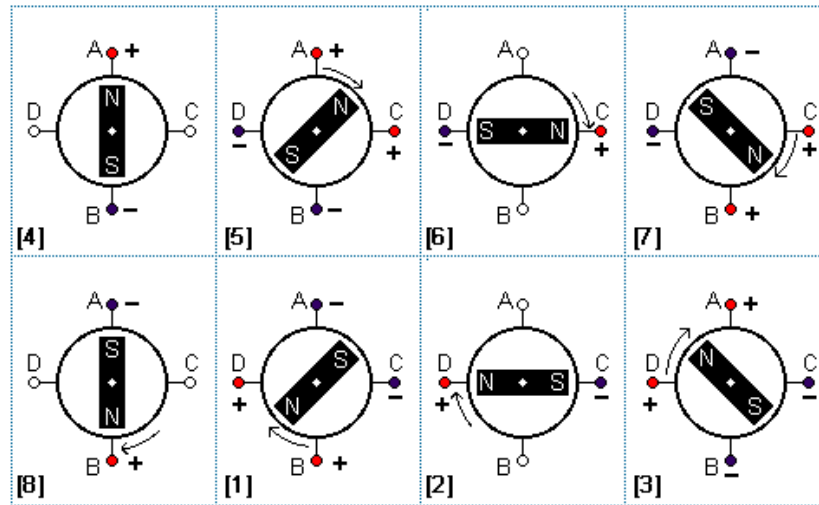 A +
N
D C
S
B −
[4]
A +
N
D C
− +
S
B −
[5]
A
D C
S N
− +
B
[6]
A −
S
D C
− +
N
B +
[7]
A −
S
D C
N
B +
[8]
A −
S
D C
+ −
N
B +
[1]
A
D C
N S
+ −
B
[2]
A +
N
D C
+ −
S
B −
[3]